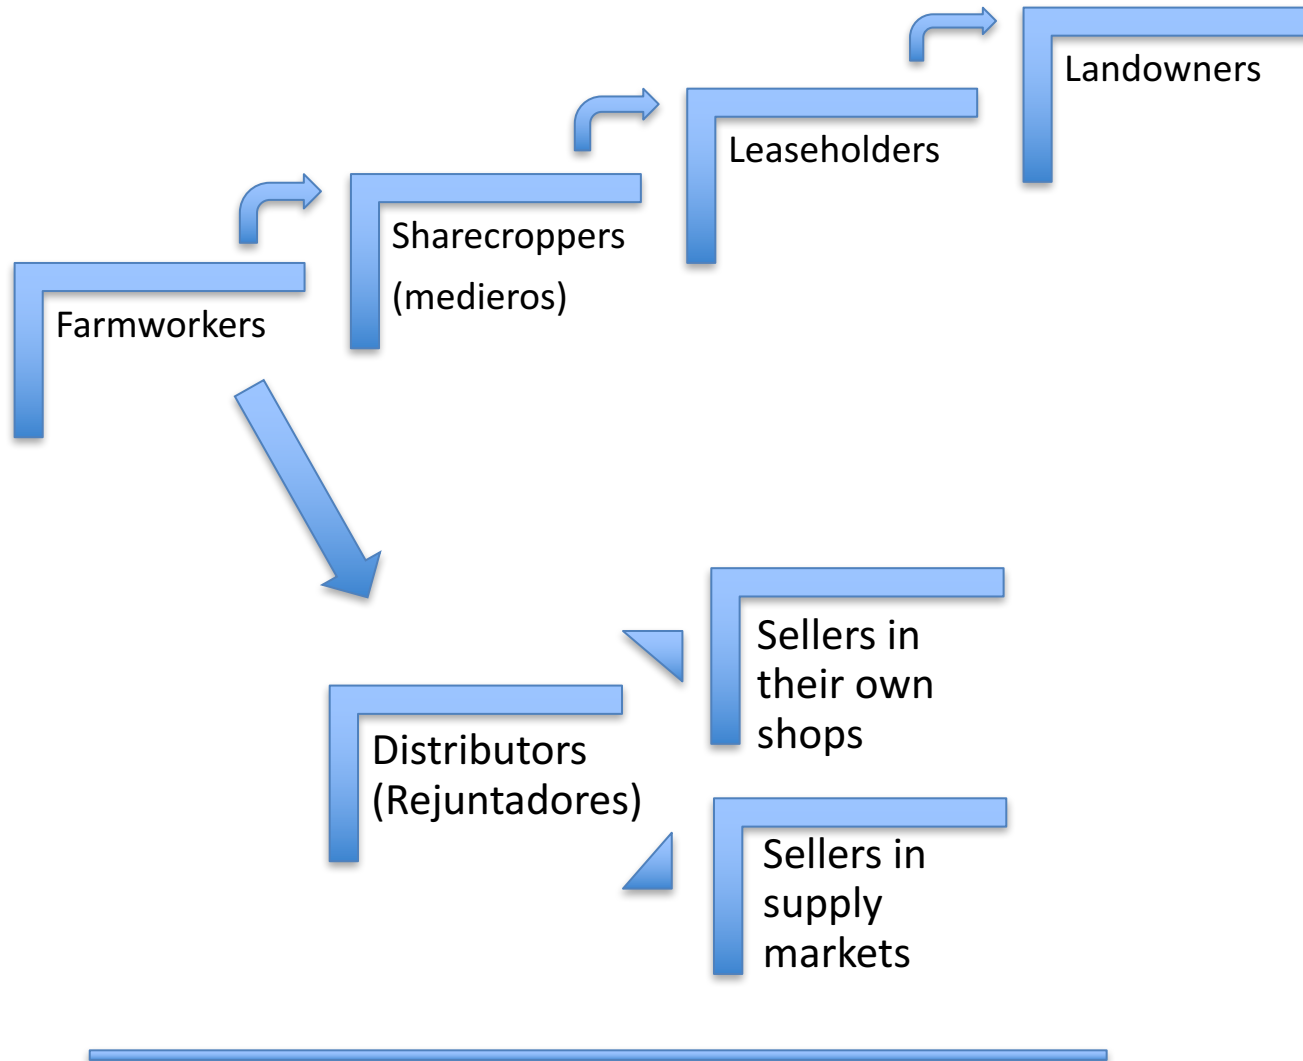 Landowners
Leaseholders
Sharecroppers
(medieros)
Farmworkers
Sellers in
their own
shops
Distributors
(Rejuntadores)
Sellers in
supply
markets